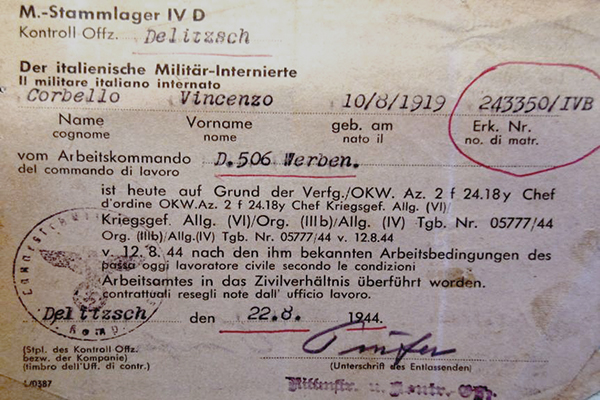 M.-Stammlager IV D
Kontroll Offz. Delitzsch
Der italienische Militär-Internierte
Il militare italiano internato
Corbello Vincenzo 10/8/1919 243350/IVB
Name Vorname geb. am Erk. Nr.
cognome nome nato il no. di matr.
vom Arbeitskommando D.506 Werben.
del commando di lavoro
ist heute auf Grund der Verfg./OKW. Az. 2 f 24.18y Chef
d'ordine OKW. Az. 2 f 24.18y Chef Kriegsgef. Allg. (VI)/
Kriegsgef. Allg. (VI)/Org. (IIIb)/Allg. (IV) Tgb. Nr. 05777/44
Org. (IIIb)/Allg.(IV) Tgb. Nr. 05777/44 v. 12.8.44
v. 12. 8. 44 nach den ihm bekannten Arbeitsbedingungen des
passa oggi lavoratore civile secondo le condizioni
Arbeitsamtes in das Zivilverhältnis überführt worden.
contrattuali resegli note dall' ufficio lavoro.
Delitzsch den 22.8. 1944.
(Stpl. des Kontroll Offz.
bezw. der Kompanie) (Unterschrift des Entlassenden)
(timbro dell'Uff. di contr.)
Rittmstr. u. Kontr. Offz.
L/0387